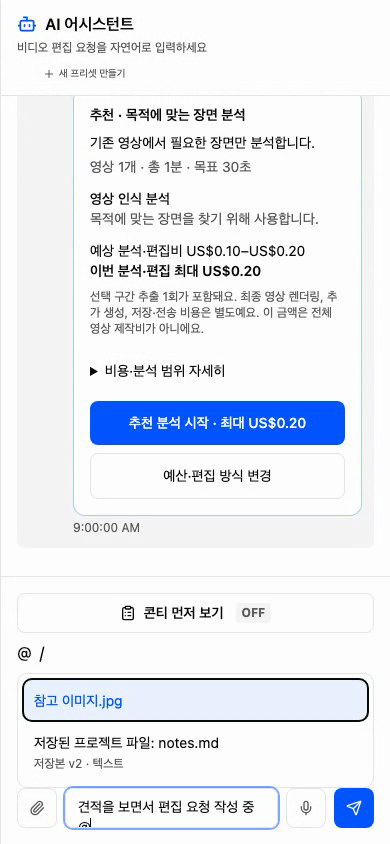 AI 어시스턴트
비디오 편집 요청을 자연어로 입력하세요
+ 새 프리셋 만들기
추천 · 목적에 맞는 장면 분석
기존 영상에서 필요한 장면만 분석합니다.
영상 1개 · 총 1분 · 목표 30초
영상 인식 분석
목적에 맞는 장면을 찾기 위해 사용합니다.
예상 분석·편집비 US$0.10–US$0.20
이번 분석·편집 최대 US$0.20
선택 구간 추출 1회가 포함돼요. 최종 영상 렌더링, 추
가 생성, 저장·전송 비용은 별도예요. 이 금액은 전체
영상 제작비가 아니에요.
▶ 비용·분석 범위 자세히
추천 분석 시작 · 최대 US$0.20
예산·편집 방식 변경
9:00:00 AM
콘티 먼저 보기 OFF
@ /
참고 이미지.jpg
저장된 프로젝트 파일: notes.md
저장본 v2 · 텍스트
견적을 보면서 편집 요청 작성 중
@